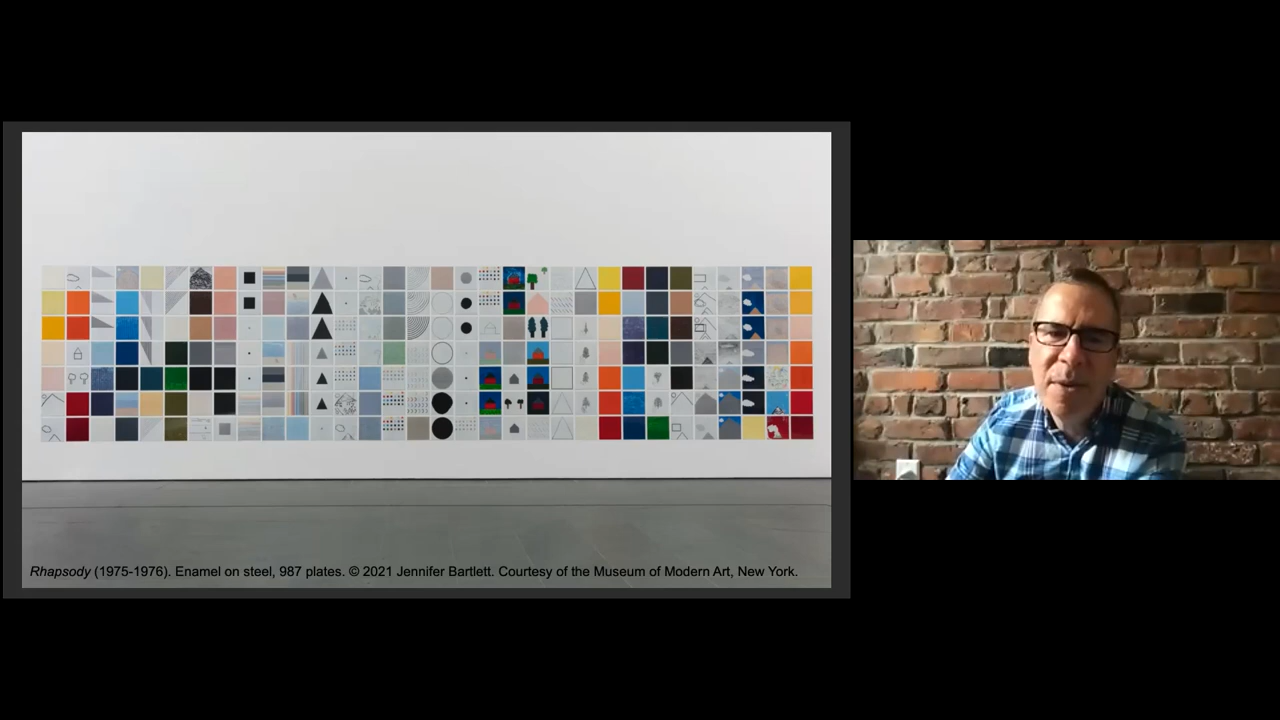 Rhapsody (1975-1976). Enamel on steel, 987 plates. © 2021 Jennifer Bartlett. Courtesy of the Museum of Modern Art, New York.